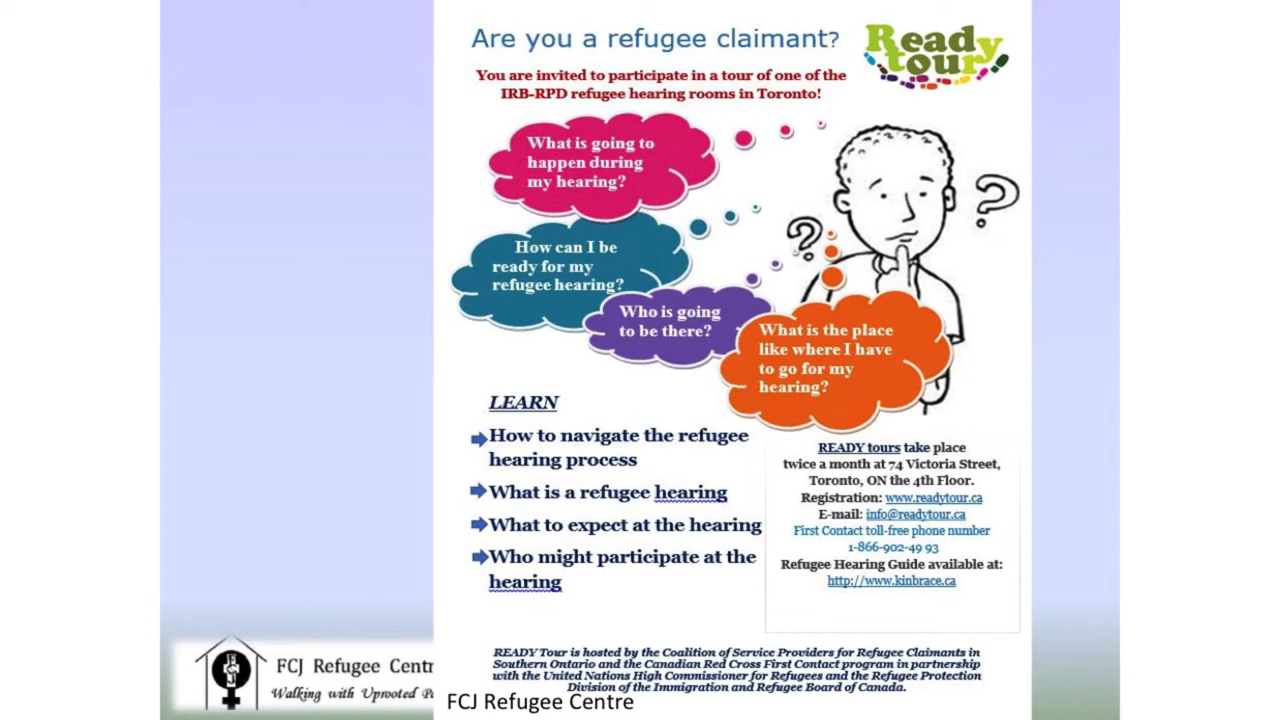 Are you a refugee claimant?
Ready
tour
You are invited to participate in a tour of one of the
IRB-RPD refugee hearing rooms in Toronto!
What is going to
happen during
my hearing?
?
How can I be
ready for my
refugee hearing?
?
Who is going
to be there?
What is the place
like where I have
to go for my
hearing?
LEARN
How to navigate the refugee
hearing process
What is a refugee hearing
What to expect at the hearing
Who might participate at the
hearing
READY tours take place
twice a month at 74 Victoria Street,
Toronto, ON the 4th Floor.
Registration: www.readytour.ca
E-mail: info@readytour.ca
First Contact toll-free phone number
1-866-902-49 93
Refugee Hearing Guide available at:
http://www.kinbrace.ca
READY Tour is hosted by the Coalition of Service Providers for Refugee Claimants in
Southern Ontario and the Canadian Red Cross First Contact program in partnership
with the United Nations High Commissioner for Refugees and the Refugee Protection
Division of the Immigration and Refugee Board of Canada.
FCJ Refugee Centr
Walking with Uprooted P
FCJ Refugee Centre